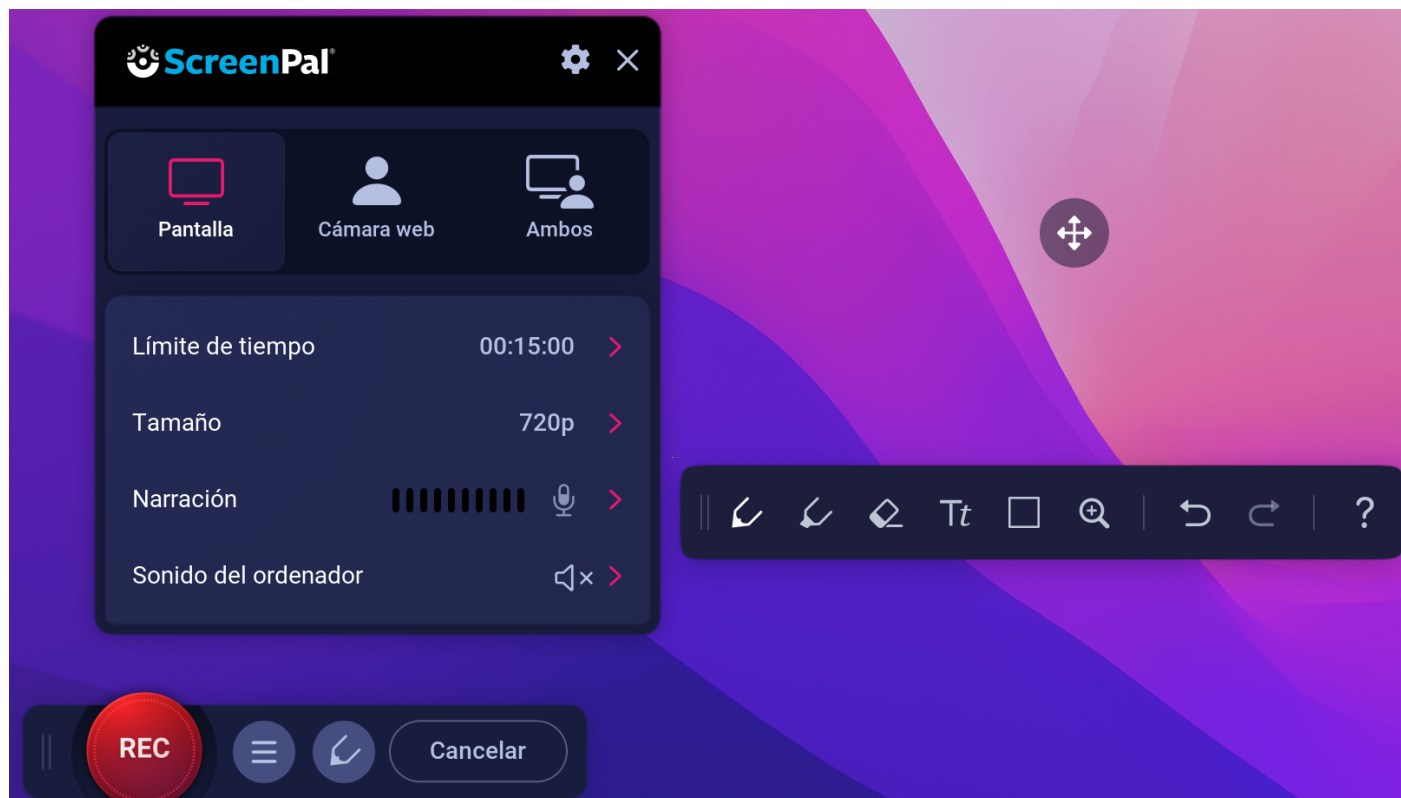 ScreenPal®
Pantalla
Cámara web
Ambos
Límite de tiempo 00:15:00
Tamaño 720p
Narración
Sonido del ordenador
Tt
?
REC
Cancelar